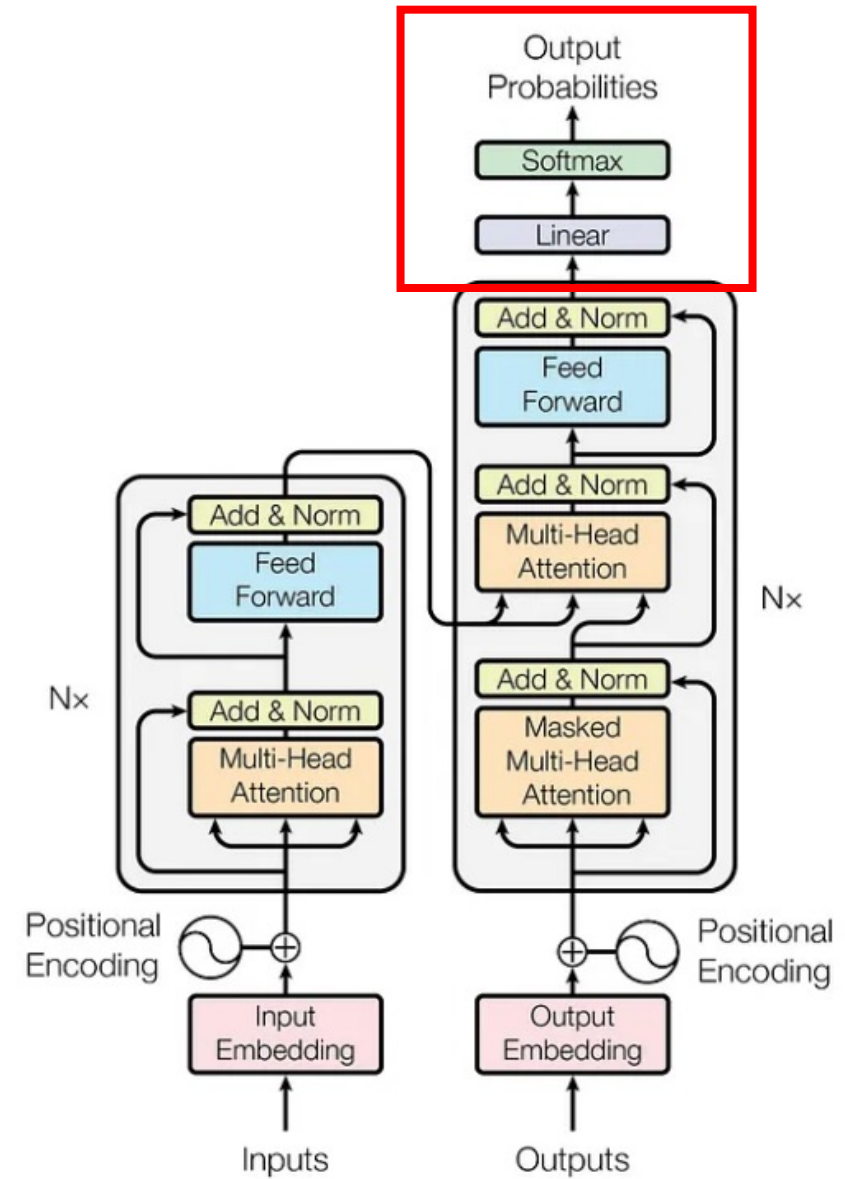 Output
Probabilities
Softmax
Linear
Add & Norm
Feed
Forward
Add & Norm
Multi-Head
Attention
Nx
Add & Norm
Masked
Multi-Head
Attention
Add & Norm
Feed
Forward
Nx
Add & Norm
Multi-Head
Attention
Positional
Encoding
Positional
Encoding
Input
Embedding
Output
Embedding
Inputs
Outputs